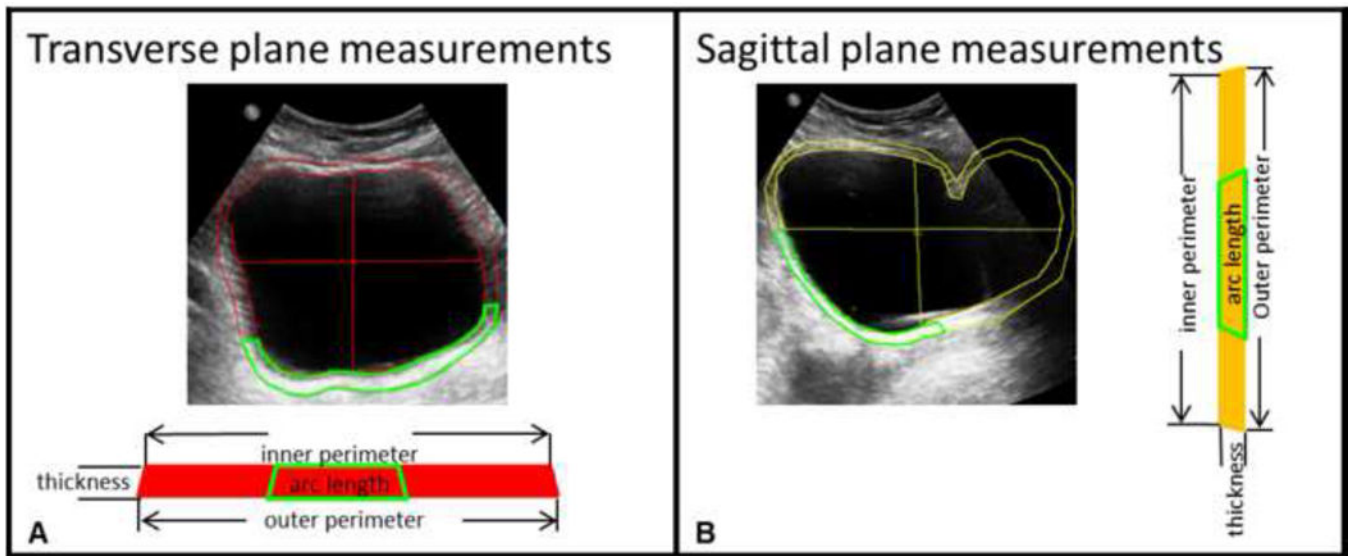 Transverse plane measurements
inner perimeter
thickness
arc length
outer perimeter
A
Sagittal plane measurements
inner perimeter
arc length
Outer perimeter
thickness
B